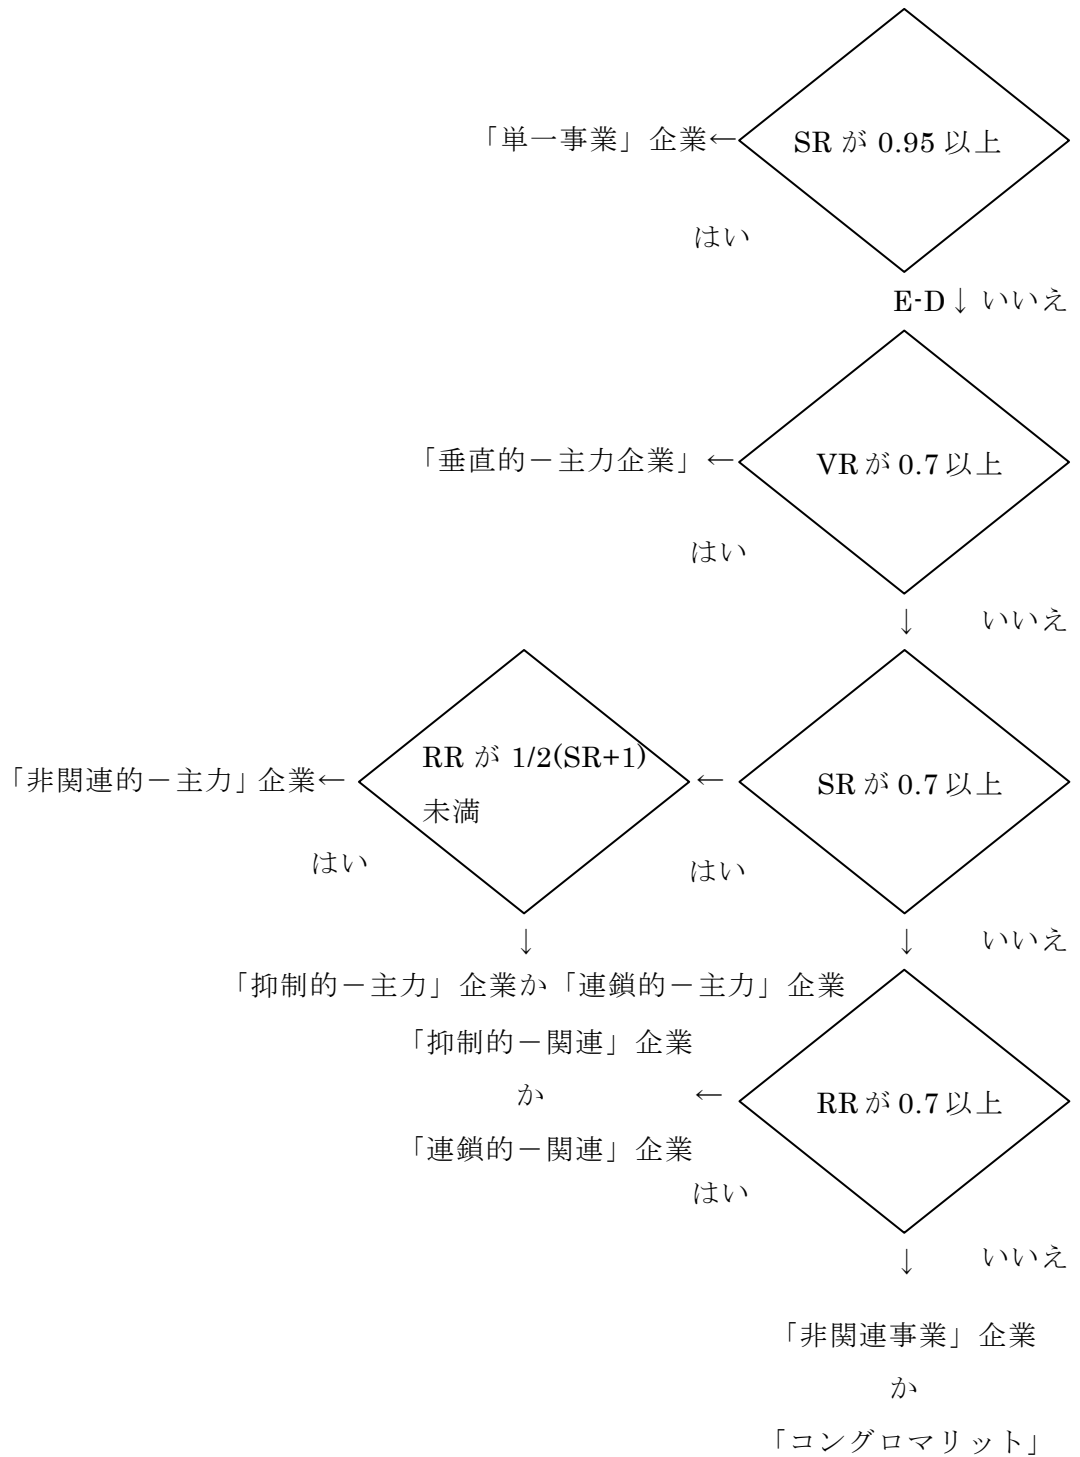 「単一事業」企業←
SR が 0.95 以上
はい
E-D↓ いいえ
「垂直的－主力企業」←
VR が 0.7 以上
はい
↓ いいえ
「非関連的－主力」企業←
RR が 1/2(SR+1)
未満
←
SR が 0.7 以上
はい
はい
↓
↓ いいえ
「抑制的－主力」企業か「連鎖的－主力」企業
「抑制的－関連」企業
か
←
RR が 0.7 以上
「連鎖的－関連」企業
はい
↓ いいえ
「非関連事業」企業
か
「コングロマリット」